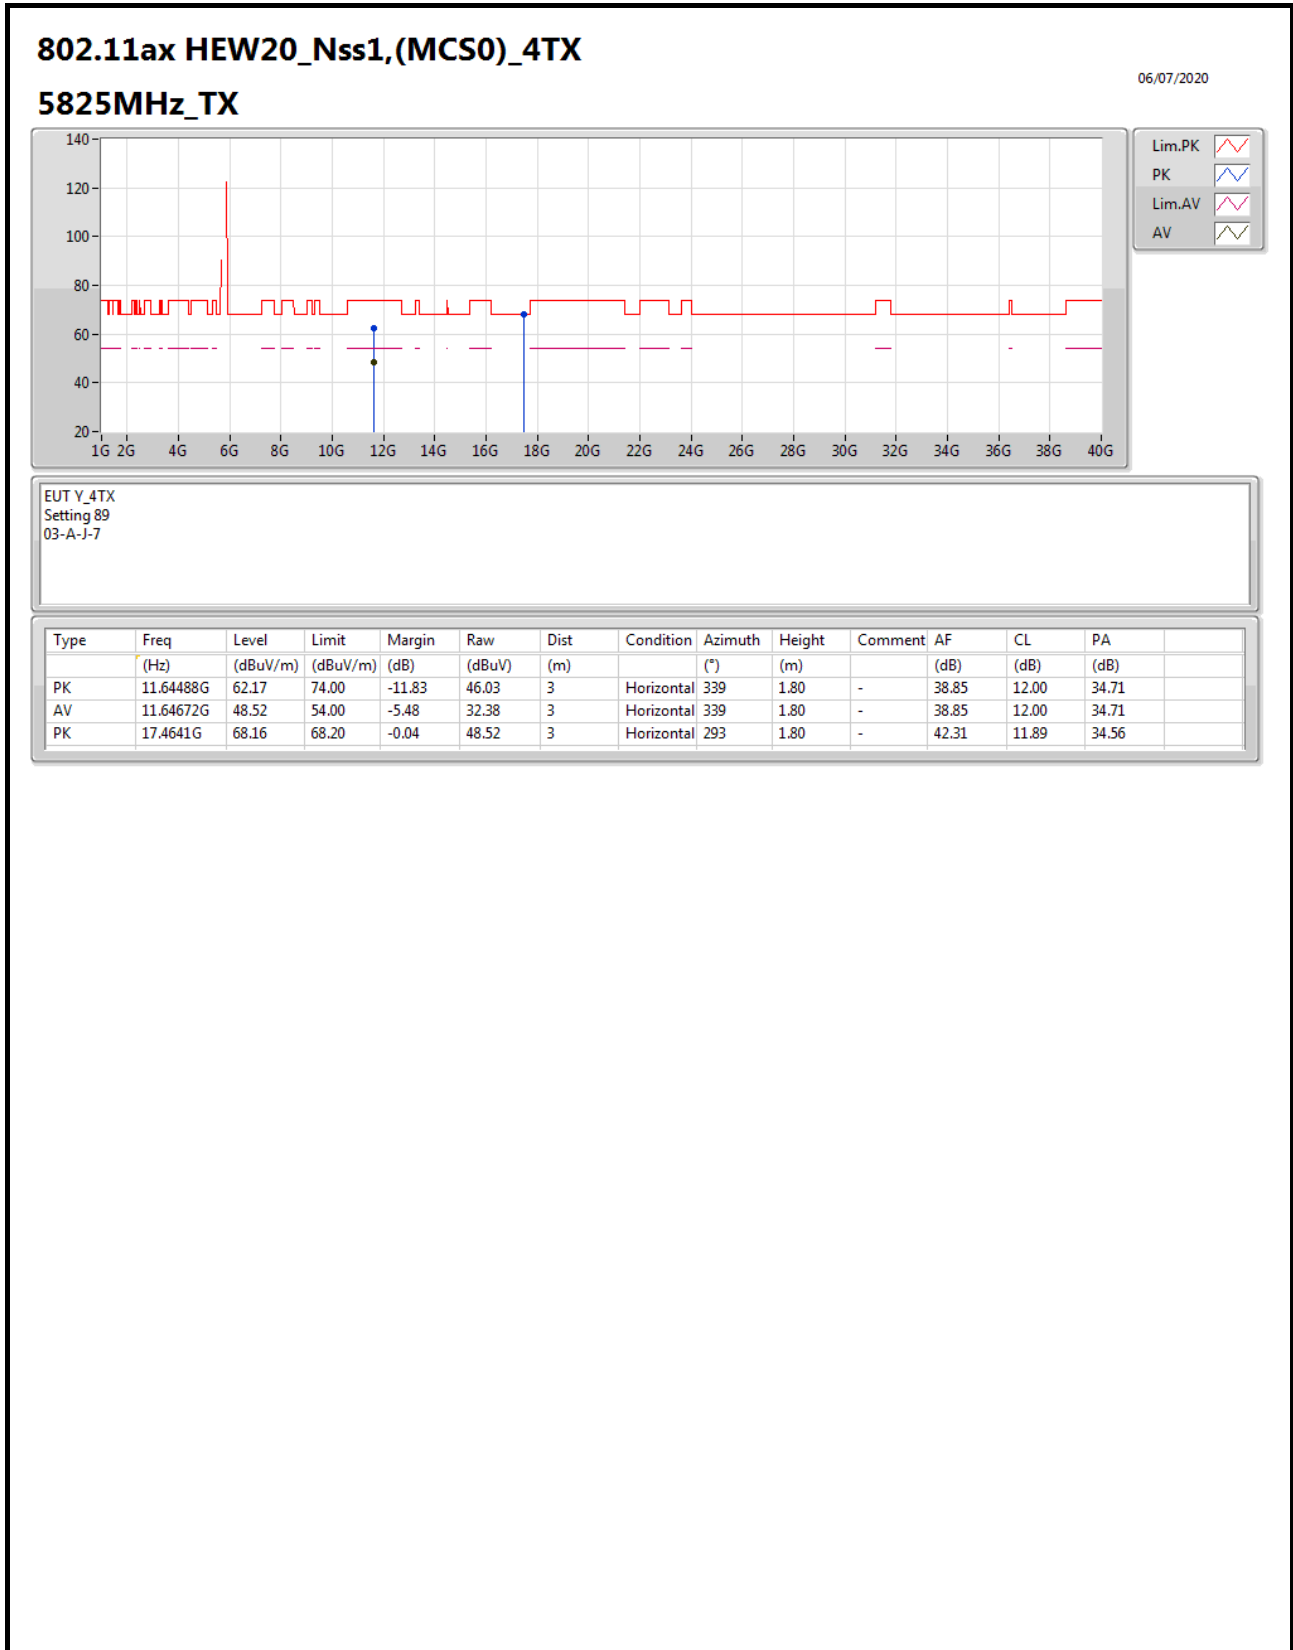 802.11ax HEW20_Nss1,(MCS0)_4TX
06/07/2020
5825MHz_TX
140
120
100
80
60
40
20
1G 2G 4G 6G 8G 10G 12G 14G 16G 18G 20G 22G 24G 26G 28G 30G 32G 34G 36G 38G 40G
Lim.PK
PK
Lim.AV
AV
EUT Y_4TX
Setting 89
03-A-J-7
Type Freq Level Limit Margin Raw Dist Condition Azimuth Height Comment AF CL PA
(Hz) (dBuV/m) (dBuV/m) (dB) (dBuV) (m) (°) (m) (dB) (dB) (dB)
PK 11.64488G 62.17 74.00 -11.83 46.03 3 Horizontal 339 1.80 - 38.85 12.00 34.71
AV 11.64672G 48.52 54.00 -5.48 32.38 3 Horizontal 339 1.80 - 38.85 12.00 34.71
PK 17.4641G 68.16 68.20 -0.04 48.52 3 Horizontal 293 1.80 - 42.31 11.89 34.56